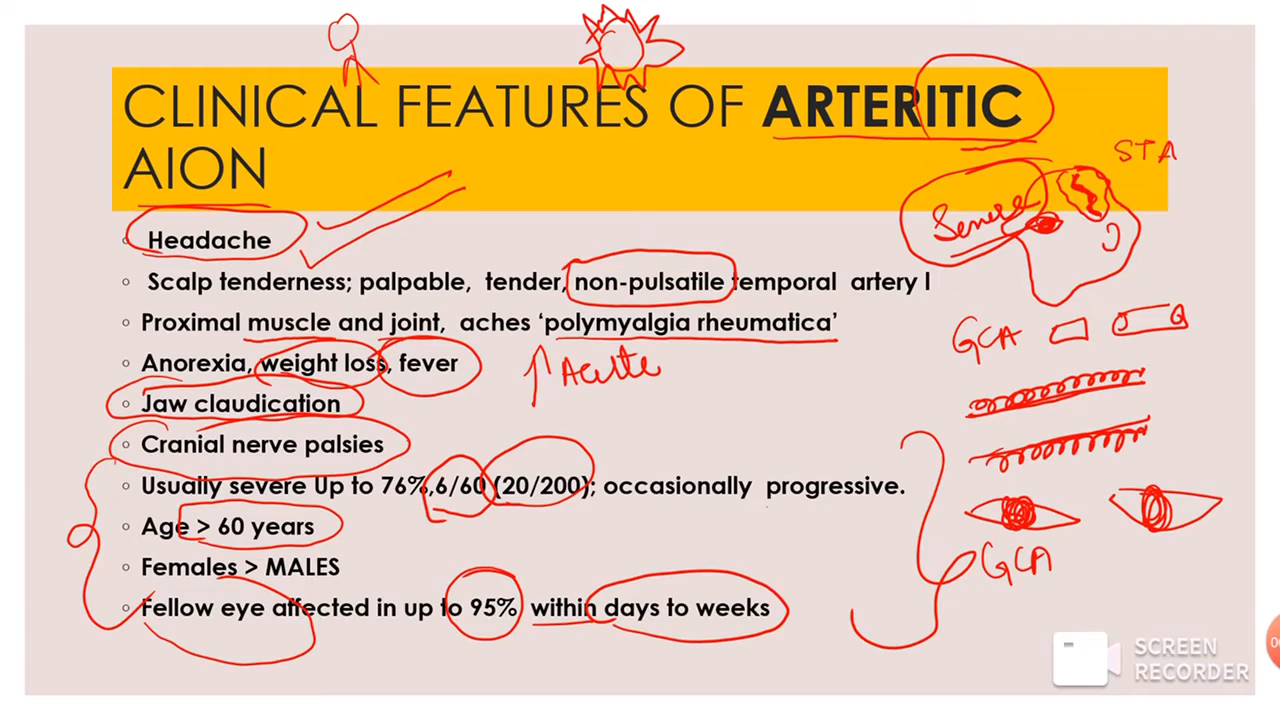 CLINICAL FEATURES OF ARTERITIC
AION
STA
Severe
Headache
Scalp tenderness; palpable, tender, non-pulsatile temporal artery l
Proximal muscle and joint, aches ‘polymyalgia rheumatica’
GCA
Anorexia, weight loss, fever
Acute
Jaw claudication
Cranial nerve palsies
Usually severe Up to 76%,6/60 (20/200); occasionally progressive.
Age > 60 years
Females > MALES
GCA
Fellow eye affected in up to 95% within days to weeks
SCREEN
RECORDER